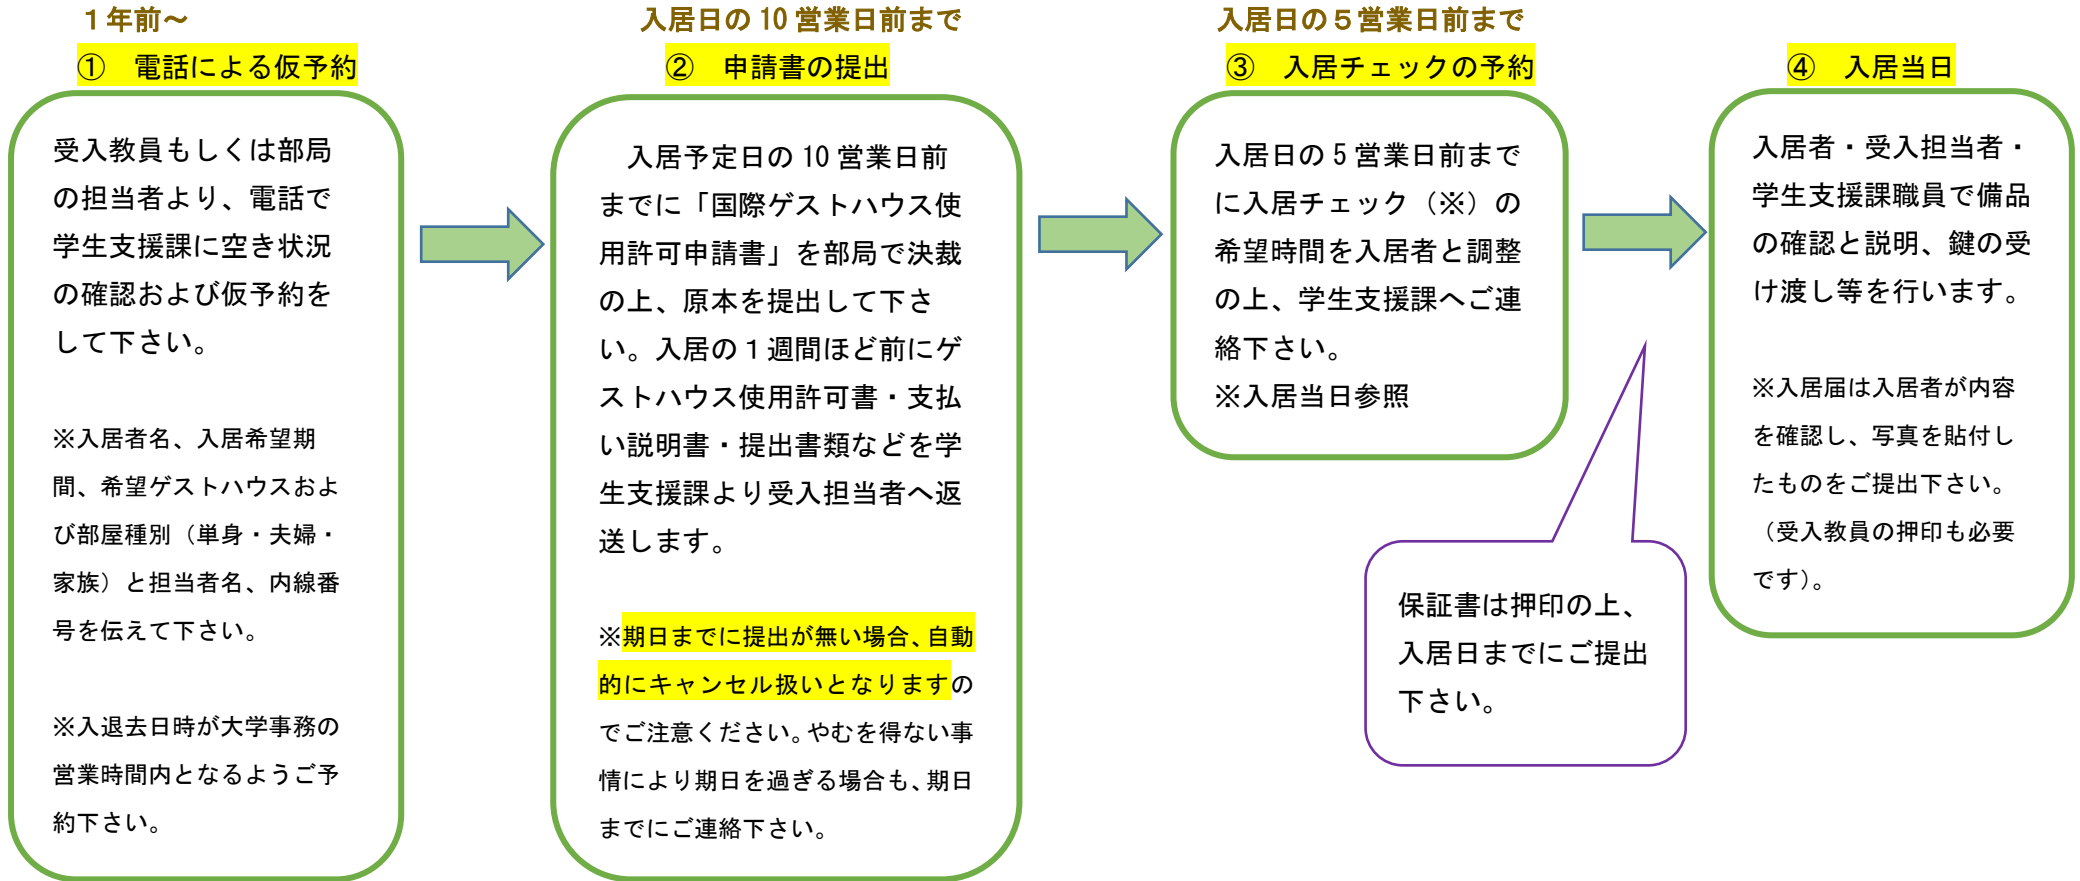 １年前～
① 電話による仮予約
受入教員もしくは部局
の担当者より、電話で
学生支援課に空き状況
の確認および仮予約を
して下さい。
※入居者名、入居希望期
間、希望ゲストハウスおよ
び部屋種別（単身・夫婦・
家族）と担当者名、内線番
号を伝えて下さい。
※入退去日時が大学事務の
営業時間内となるようご予
約下さい。
入居日の 10 営業日前まで
② 申請書の提出
入居予定日の 10 営業日前
までに「国際ゲストハウス使
用許可申請書」を部局で決裁
の上、原本を提出して下さ
い。入居の１週間ほど前にゲ
ストハウス使用許可書・支払
い説明書・提出書類などを学
生支援課より受入担当者へ返
送します。
※期日までに提出が無い場合、自動
的にキャンセル扱いとなりますの
でご注意ください。やむを得ない事
情により期日を過ぎる場合も、期日
までにご連絡下さい。
入居日の５営業日前まで
③ 入居チェックの予約
入居日の 5 営業日前まで
に入居チェック（※）の
希望時間を入居者と調整
の上、学生支援課へご連
絡下さい。
※入居当日参照
保証書は押印の上、
入居日までにご提出
下さい。
④ 入居当日
入居者・受入担当者・
学生支援課職員で備品
の確認と説明、鍵の受
け渡し等を行います。
※入居届は入居者が内容
を確認し、写真を貼付し
たものをご提出下さい。
（受入教員の押印も必要
です）。